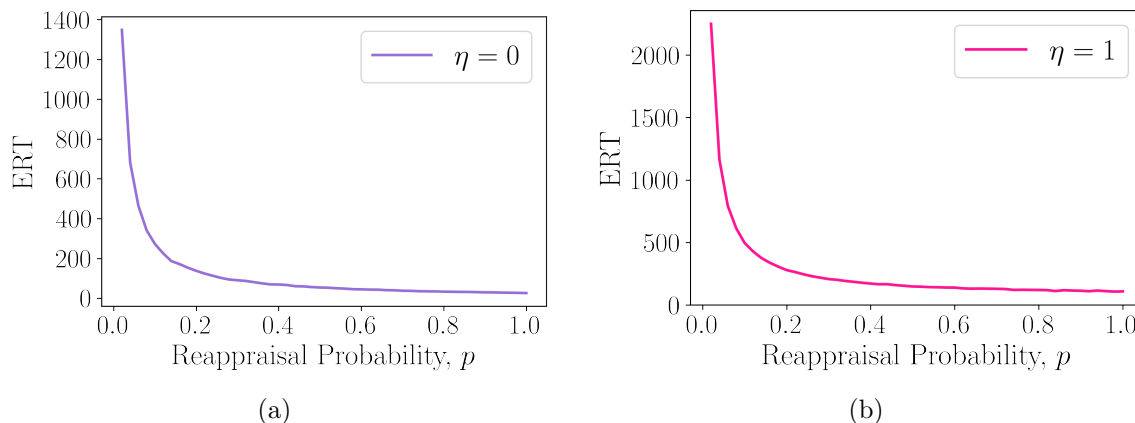 1400
1200
1000
800
600
400
200
0
ERT
η = 0
0.0 0.2 0.4 0.6 0.8 1.0
Reappraisal Probability, p
(a)
2000
1500
1000
500
0
ERT
η = 1
0.0 0.2 0.4 0.6 0.8 1.0
Reappraisal Probability, p
(b)